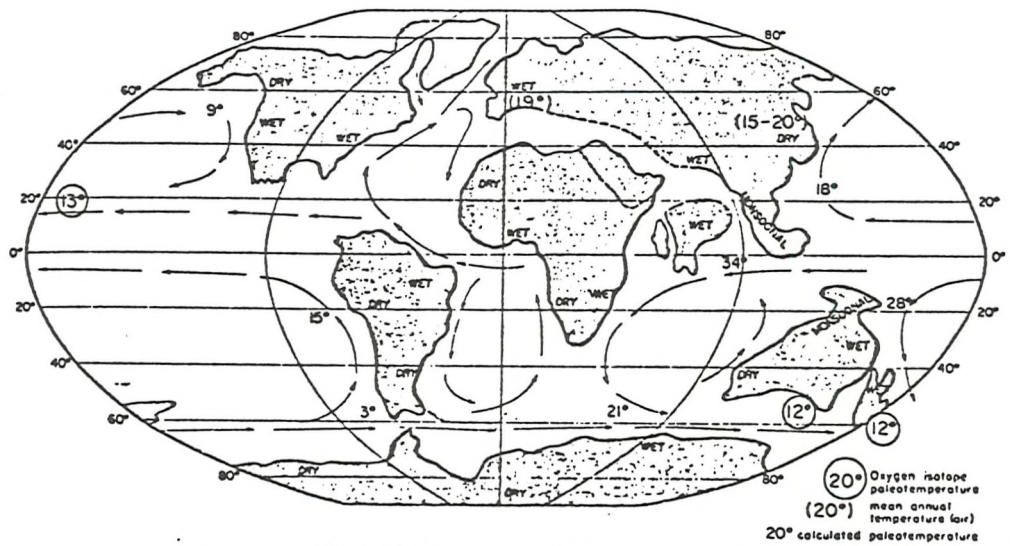 80° 80°
WET
DRY (19°)
60° 60°
9° WET (15-20°)
WET DRY
40° WET 40°
DRY 18°
20° 13° 20°
WET WET MONSOONAL
0° 34° 0°
WET 28°
DRY DRY WET MONSOONAL
20° 15° 20°
WET
40° DRY DRY 40°
3° 21° 12°
60° 12°
WET
80° DRY 80°
DRY
20° Oxygen isotope
paleotemperature
(20°) mean annual
temperature (air)
20° calculated paleotemperature